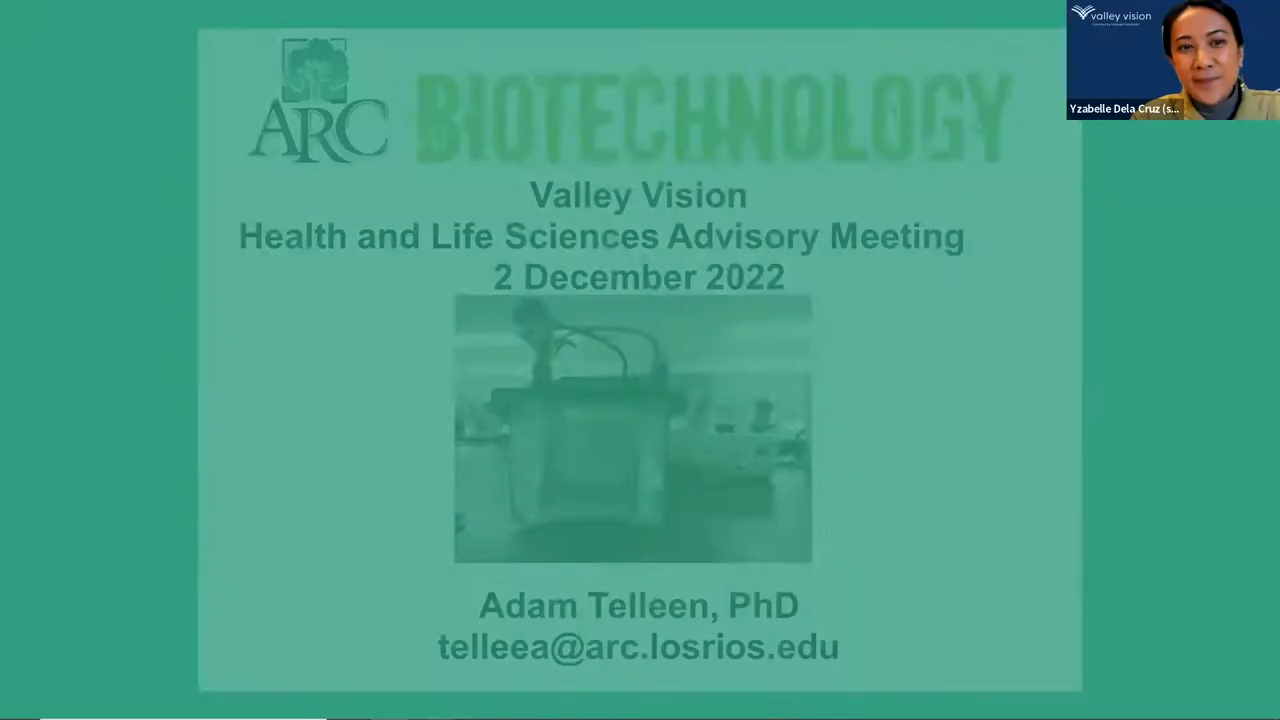 valley vision
Yzabelle Dela Cruz (s...
ARC
BIOTECHNOLOGY
Valley Vision
Health and Life Sciences Advisory Meeting
2 December 2022
Adam Telleen, PhD
telleea@arc.losrios.edu